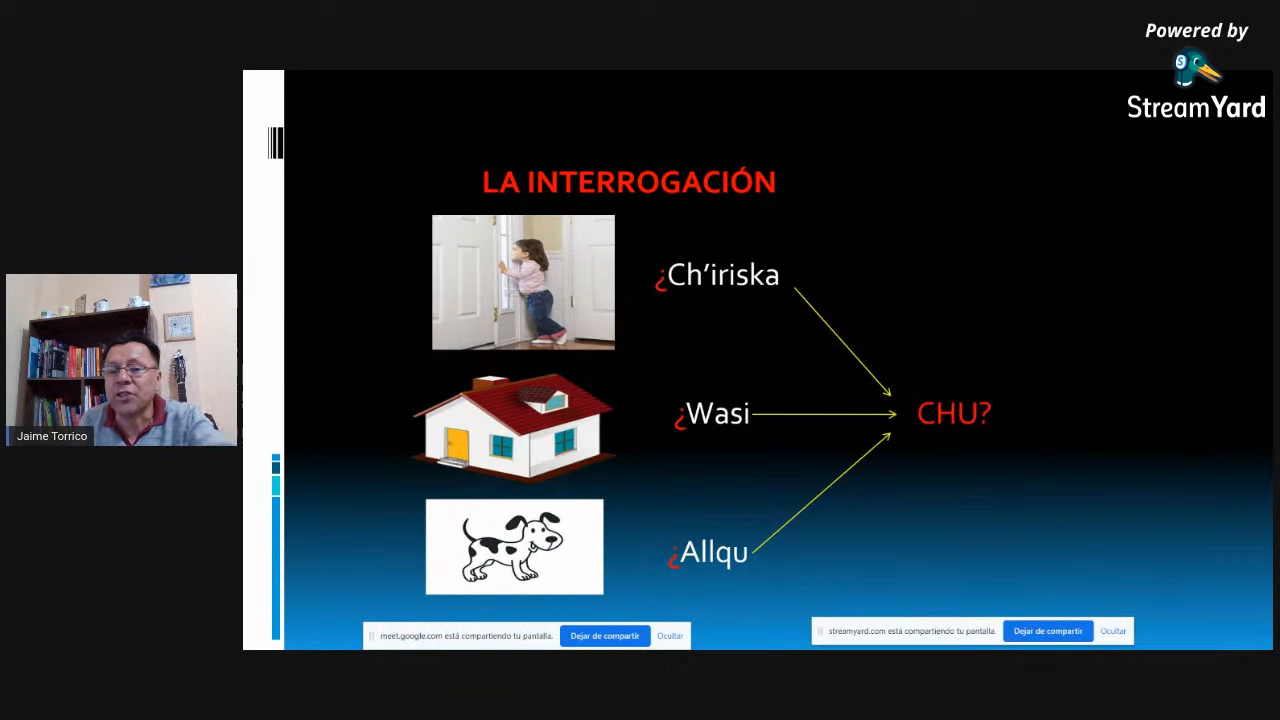 Powered by
StreamYard
LA INTERROGACIÓN
¿Ch’iriska
¿Wasi
CHU?
¿Allqu
Jaime Torrico
meet.google.com está compartiendo tu pantalla.
Dejar de compartir
Ocultar
streamyard.com está compartiendo tu pantalla.
Dejar de compartir
Ocultar